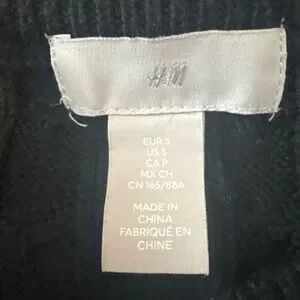 H&M
EUR S
US S
CA P
MX CH
CN 165/88A
MADE IN
CHINA
FABRIQUÉ EN
CHINE